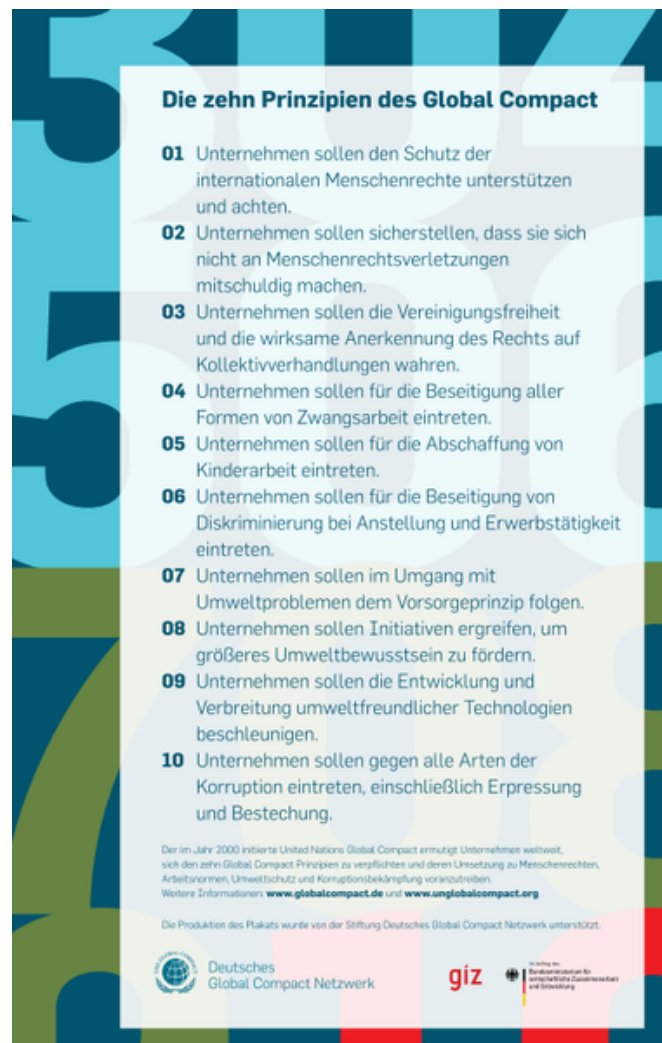 Die zehn Prinzipien des Global Compact
01 Unternehmen sollen den Schutz der
internationalen Menschenrechte unterstützen
und achten.
02 Unternehmen sollen sicherstellen, dass sie sich
nicht an Menschenrechtsverletzungen
mitschuldig machen.
03 Unternehmen sollen die Vereinigungsfreiheit
und die wirksame Anerkennung des Rechts auf
Kollektivverhandlungen wahren.
04 Unternehmen sollen für die Beseitigung aller
Formen von Zwangsarbeit eintreten.
05 Unternehmen sollen für die Abschaffung von
Kinderarbeit eintreten.
06 Unternehmen sollen für die Beseitigung von
Diskriminierung bei Anstellung und Erwerbstätigkeit
eintreten.
07 Unternehmen sollen im Umgang mit
Umweltproblemen dem Vorsorgeprinzip folgen.
08 Unternehmen sollen Initiativen ergreifen, um
größeres Umweltbewusstsein zu fördern.
09 Unternehmen sollen die Entwicklung und
Verbreitung umweltfreundlicher Technologien
beschleunigen.
10 Unternehmen sollen gegen alle Arten der
Korruption eintreten, einschließlich Erpressung
und Bestechung.
Der im Jahr 2000 initiierte United Nations Global Compact ermutigt Unternehmen weltweit,
sich den zehn Global Compact Prinzipien zu verpflichten und deren Umsetzung zu Menschenrechten,
Arbeitsnormen, Umweltschutz und Korruptionsbekämpfung voranzutreiben.
Weitere Informationen: www.globalcompact.de und www.unglobalcompact.org
Die Produktion des Plakats wurde von der Stiftung Deutsches Global Compact Netzwerk unterstützt.
Deutsches
Global Compact Netzwerk
giz
Im Auftrag des
Bundesministerium für
wirtschaftliche Zusammenarbeit
und Entwicklung